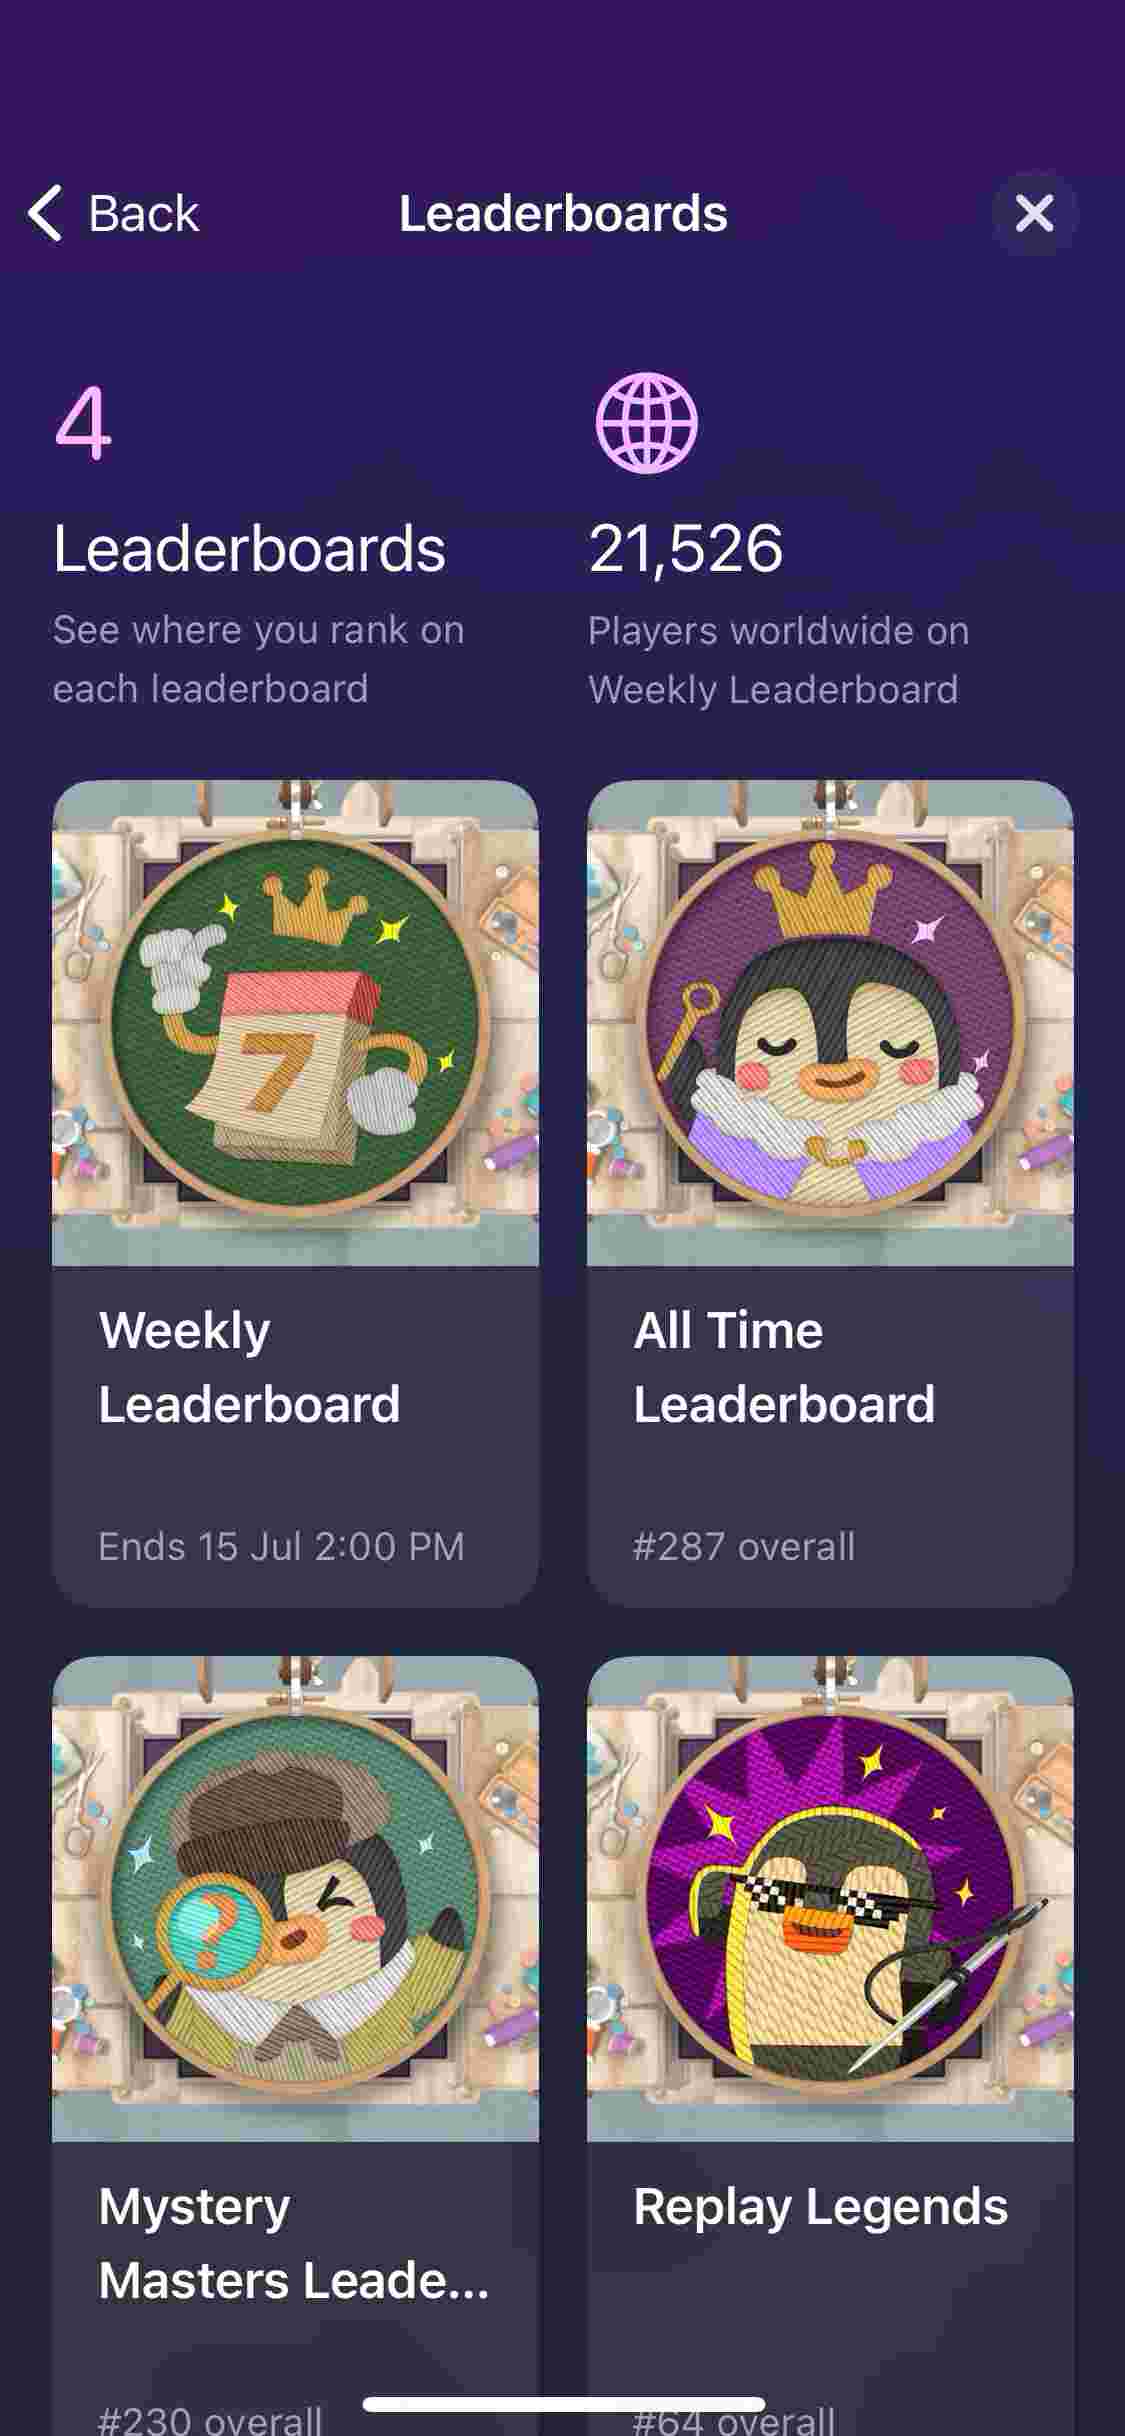 Back
Leaderboards
4
Leaderboards
See where you rank on
each leaderboard
21,526
Players worldwide on
Weekly Leaderboard
7
Weekly
Leaderboard
Ends 15 Jul 2:00 PM
All Time
Leaderboard
#287 overall
?
Mystery
Masters Leade...
#230 overall
Replay Legends
#64 overall